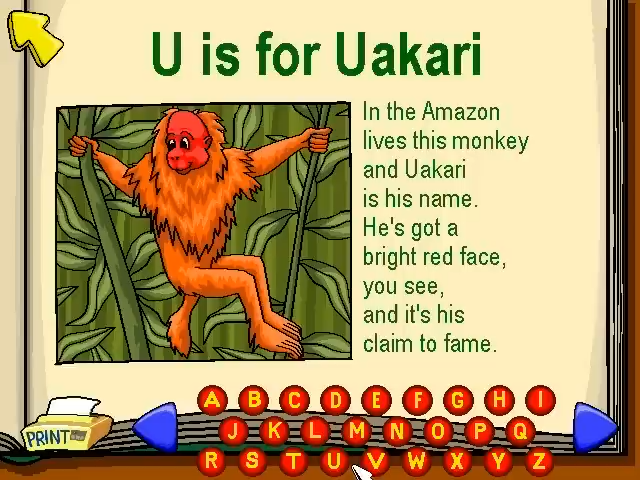 U is for Uakari
In the Amazon
lives this monkey
and Uakari
is his name.
He's got a
bright red face,
you see,
and it's his
claim to fame.
A B C D E F G H I
PRINT
J K L M N O P Q
R S T U V W X Y Z